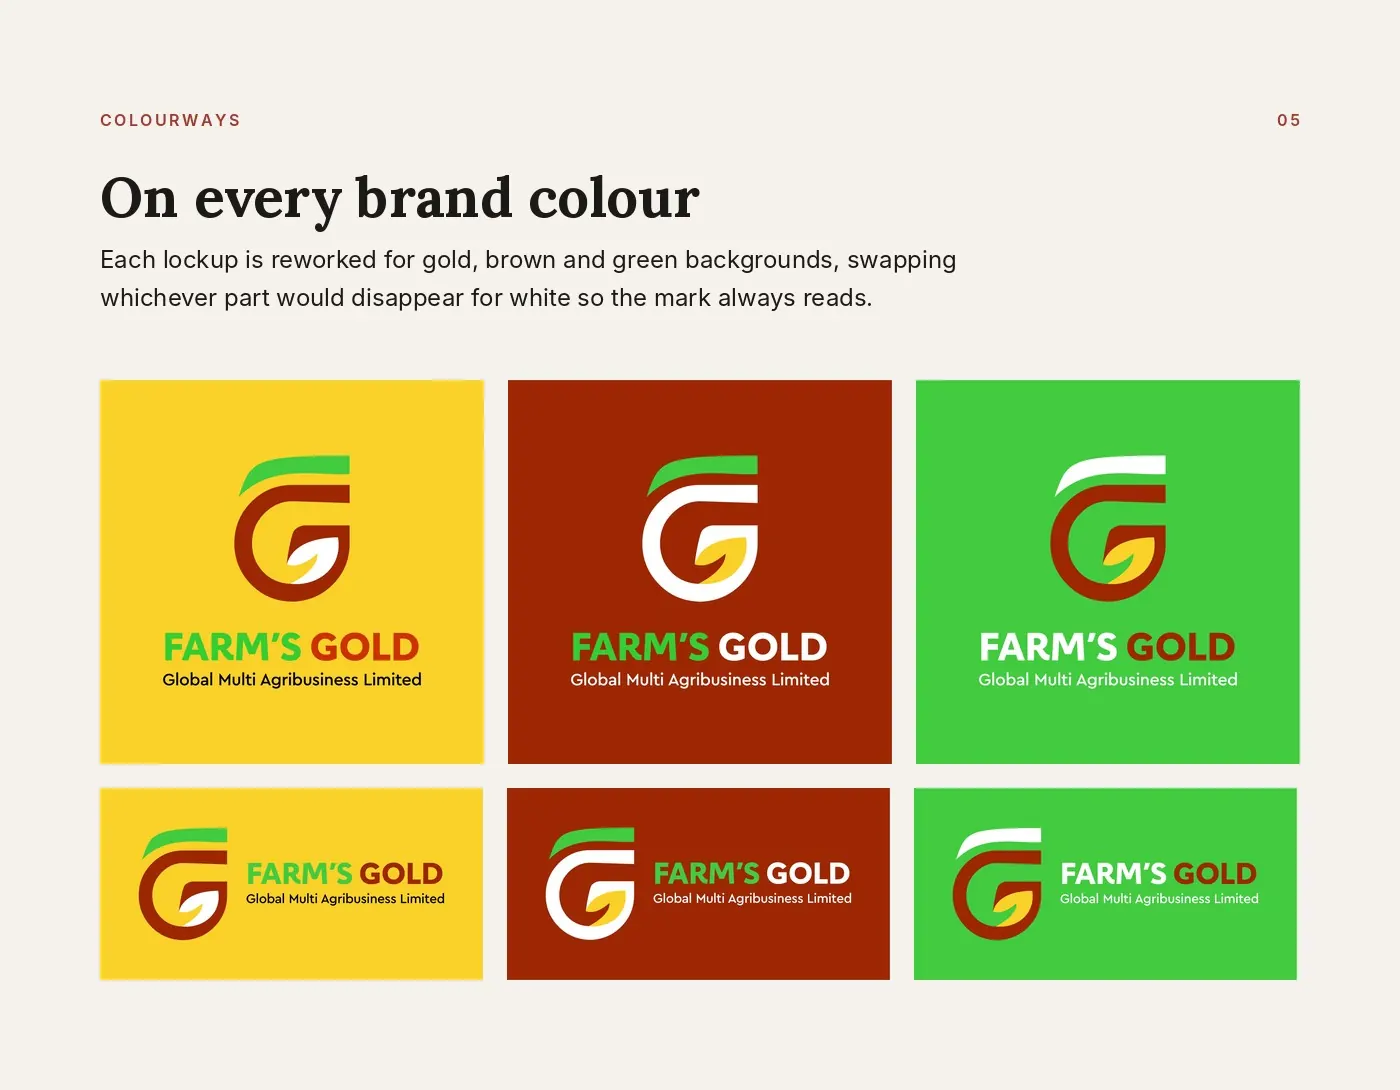 COLOURWAYS
05
On every brand colour
Each lockup is reworked for gold, brown and green backgrounds, swapping
whichever part would disappear for white so the mark always reads.
FARM’S GOLD
Global Multi Agribusiness Limited
FARM’S GOLD
Global Multi Agribusiness Limited
FARM’S GOLD
Global Multi Agribusiness Limited
FARM’S GOLD
Global Multi Agribusiness Limited
FARM’S GOLD
Global Multi Agribusiness Limited
FARM’S GOLD
Global Multi Agribusiness Limited